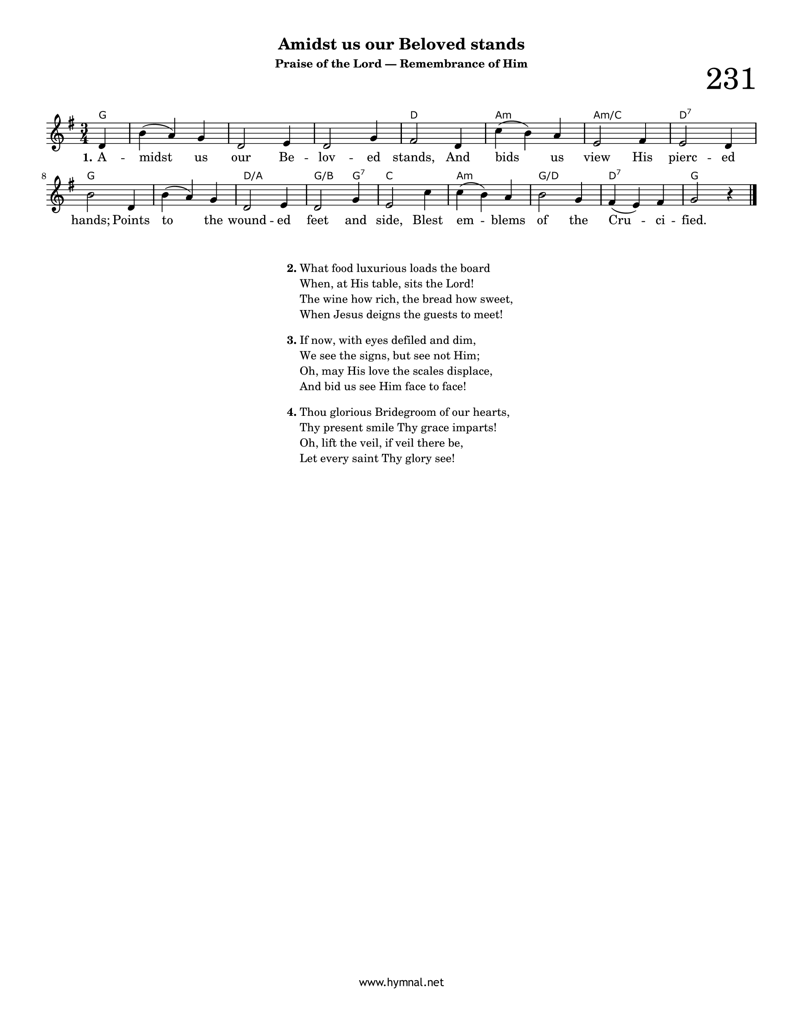 Amidst us our Beloved stands
Praise of the Lord — Remembrance of Him
231
G D Am Am/C D7
1. A - midst us our Be - lov - ed stands, And bids us view His pierc - ed
8 G D/A G/B G7 C Am G/D D7 G
hands; Points to the wound - ed feet and side, Blest em - blems of the Cru - ci - fied.
2. What food luxurious loads the board
When, at His table, sits the Lord!
The wine how rich, the bread how sweet,
When Jesus deigns the guests to meet!
3. If now, with eyes defiled and dim,
We see the signs, but see not Him;
Oh, may His love the scales displace,
And bid us see Him face to face!
4. Thou glorious Bridegroom of our hearts,
Thy present smile Thy grace imparts!
Oh, lift the veil, if veil there be,
Let every saint Thy glory see!
www.hymnal.net